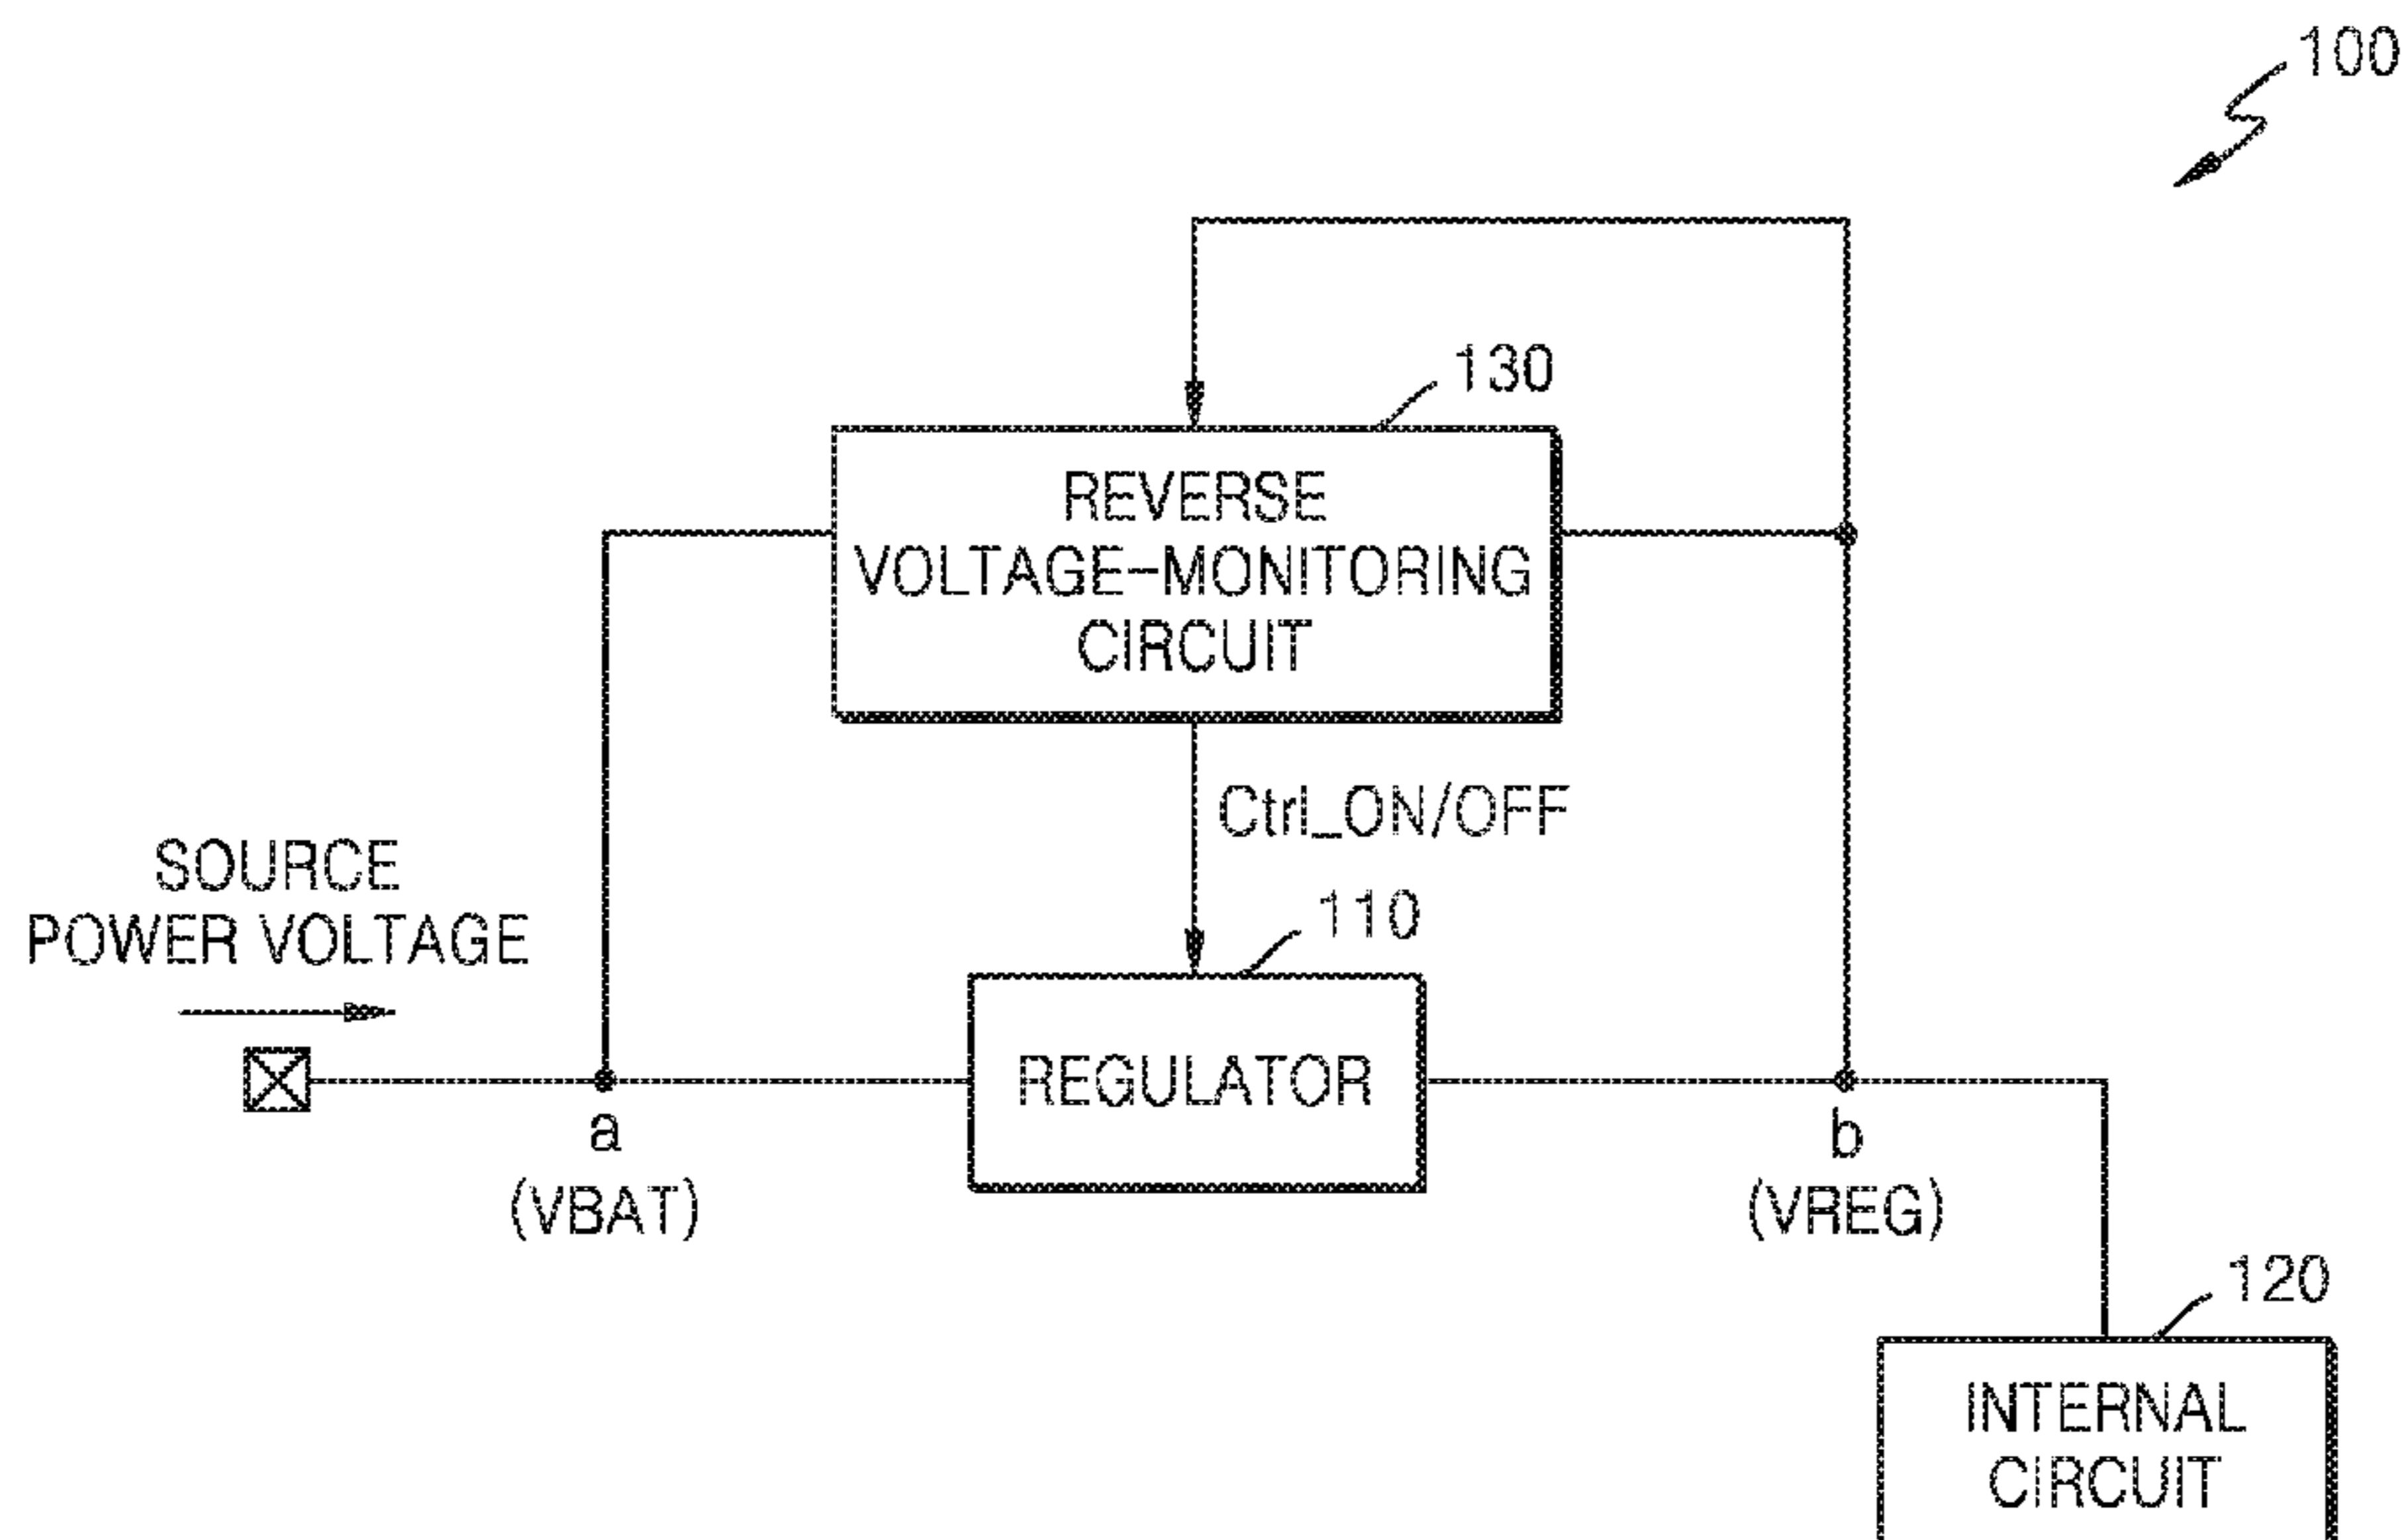 100
130
REVERSE
VOLTAGE-MONITORING
CIRCUIT
Ctrl_ON/OFF
SOURCE
POWER VOLTAGE
110
REGULATOR
a
(VBAT)
b
(VREG)
120
INTERNAL
CIRCUIT